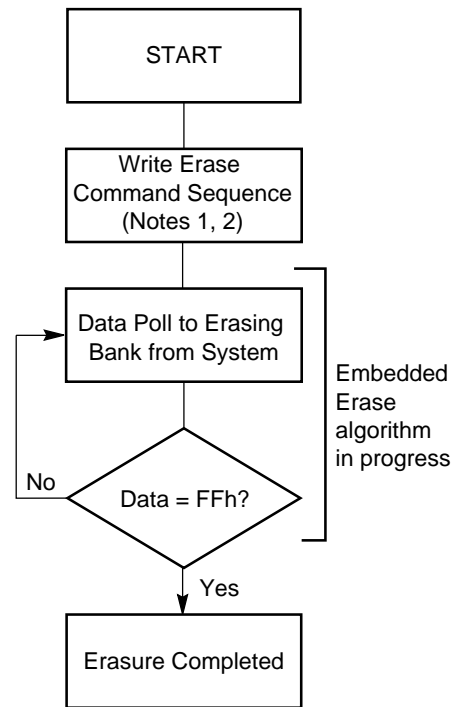 START
Write Erase
Command Sequence
(Notes 1, 2)
Data Poll to Erasing
Bank from System
Embedded
Erase
algorithm
in progress
No
Data = FFh?
Yes
Erasure Completed